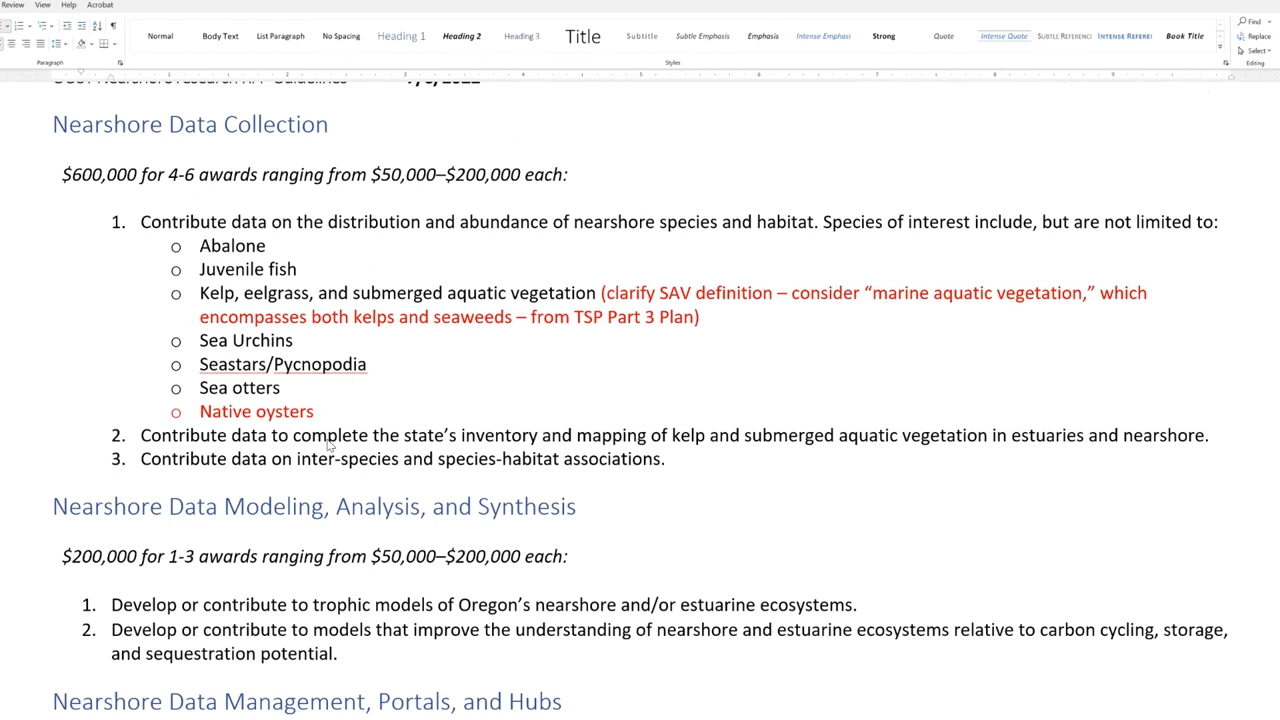 Review View Help Acrobat
Normal Body Text List Paragraph No Spacing Heading 1 Heading 2 Heading 3 Title Subtitle Subtle Emphasis Emphasis Intense Emphasi Strong Quote Intense Quote SUBTLE REFERENC INTENSE REFERE Book Title
Find
Replace
Select
Paragraph Styles Editing
1 2 3 4 5 6 7 8 9
Nearshore Data Collection
$600,000 for 4-6 awards ranging from $50,000–$200,000 each:
1. Contribute data on the distribution and abundance of nearshore species and habitat. Species of interest include, but are not limited to:
o Abalone
o Juvenile fish
o Kelp, eelgrass, and submerged aquatic vegetation (clarify SAV definition – consider “marine aquatic vegetation,” which
encompasses both kelps and seaweeds – from TSP Part 3 Plan)
o Sea Urchins
o Seastars/Pycnopodia
o Sea otters
o Native oysters
2. Contribute data to complete the state’s inventory and mapping of kelp and submerged aquatic vegetation in estuaries and nearshore.
3. Contribute data on inter-species and species-habitat associations.
Nearshore Data Modeling, Analysis, and Synthesis
$200,000 for 1-3 awards ranging from $50,000–$200,000 each:
1. Develop or contribute to trophic models of Oregon’s nearshore and/or estuarine ecosystems.
2. Develop or contribute to models that improve the understanding of nearshore and estuarine ecosystems relative to carbon cycling, storage,
and sequestration potential.
Nearshore Data Management, Portals, and Hubs